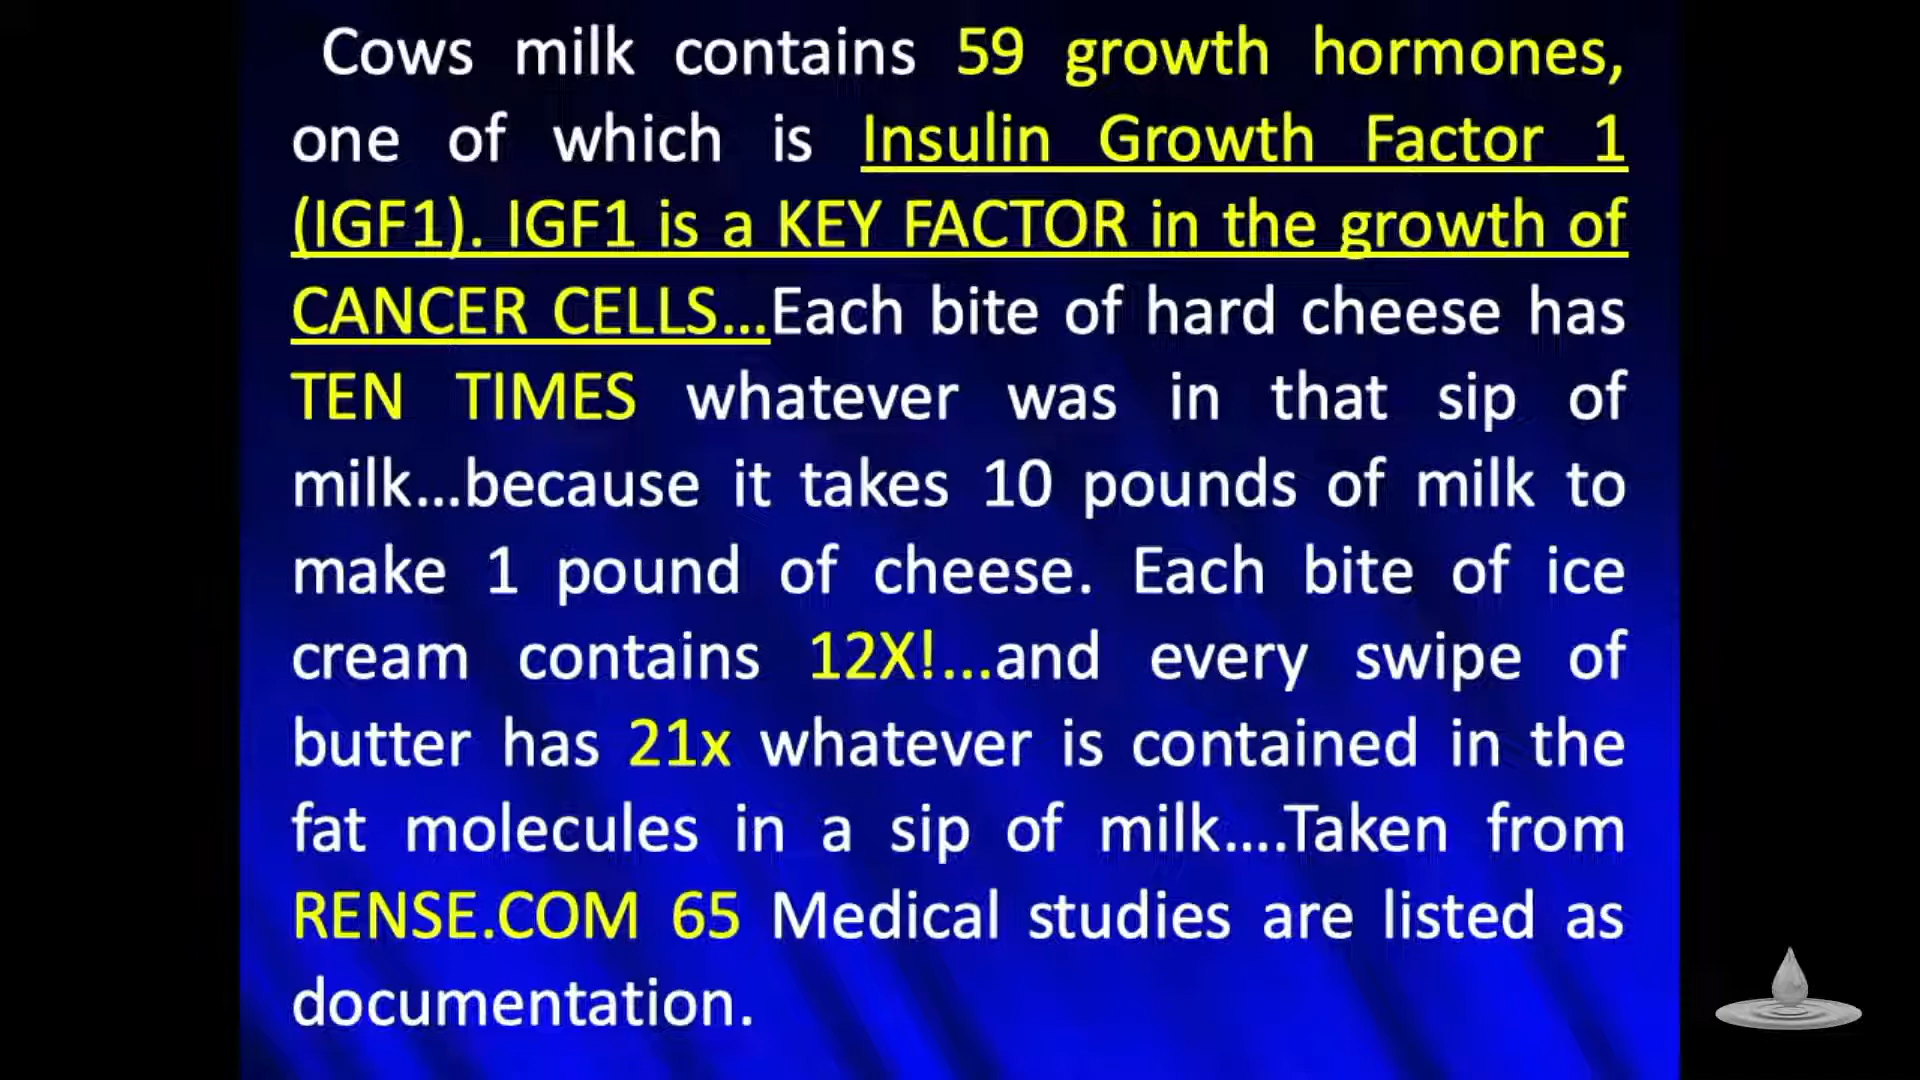 Cows milk contains 59 growth hormones,
one of which is Insulin Growth Factor 1
(IGF1). IGF1 is a KEY FACTOR in the growth of
CANCER CELLS...Each bite of hard cheese has
TEN TIMES whatever was in that sip of
milk...because it takes 10 pounds of milk to
make 1 pound of cheese. Each bite of ice
cream contains 12X!...and every swipe of
butter has 21x whatever is contained in the
fat molecules in a sip of milk....Taken from
RENSE.COM 65 Medical studies are listed as
documentation.